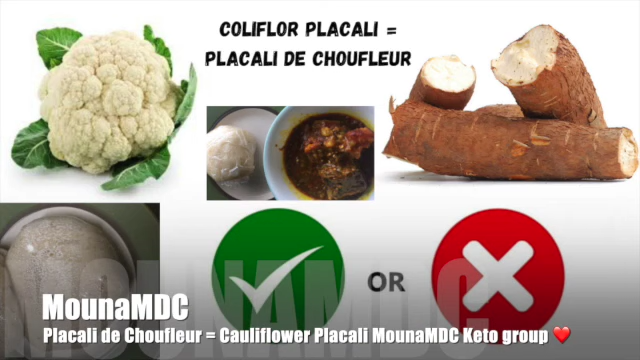 COLIFLOR PLACALI =
PLACALI DE CHOUFLEUR
OR
MOUNAMDC
MounaMDC
Placali de Choufleur = Cauliflower Placali MounaMDC Keto group ❤️